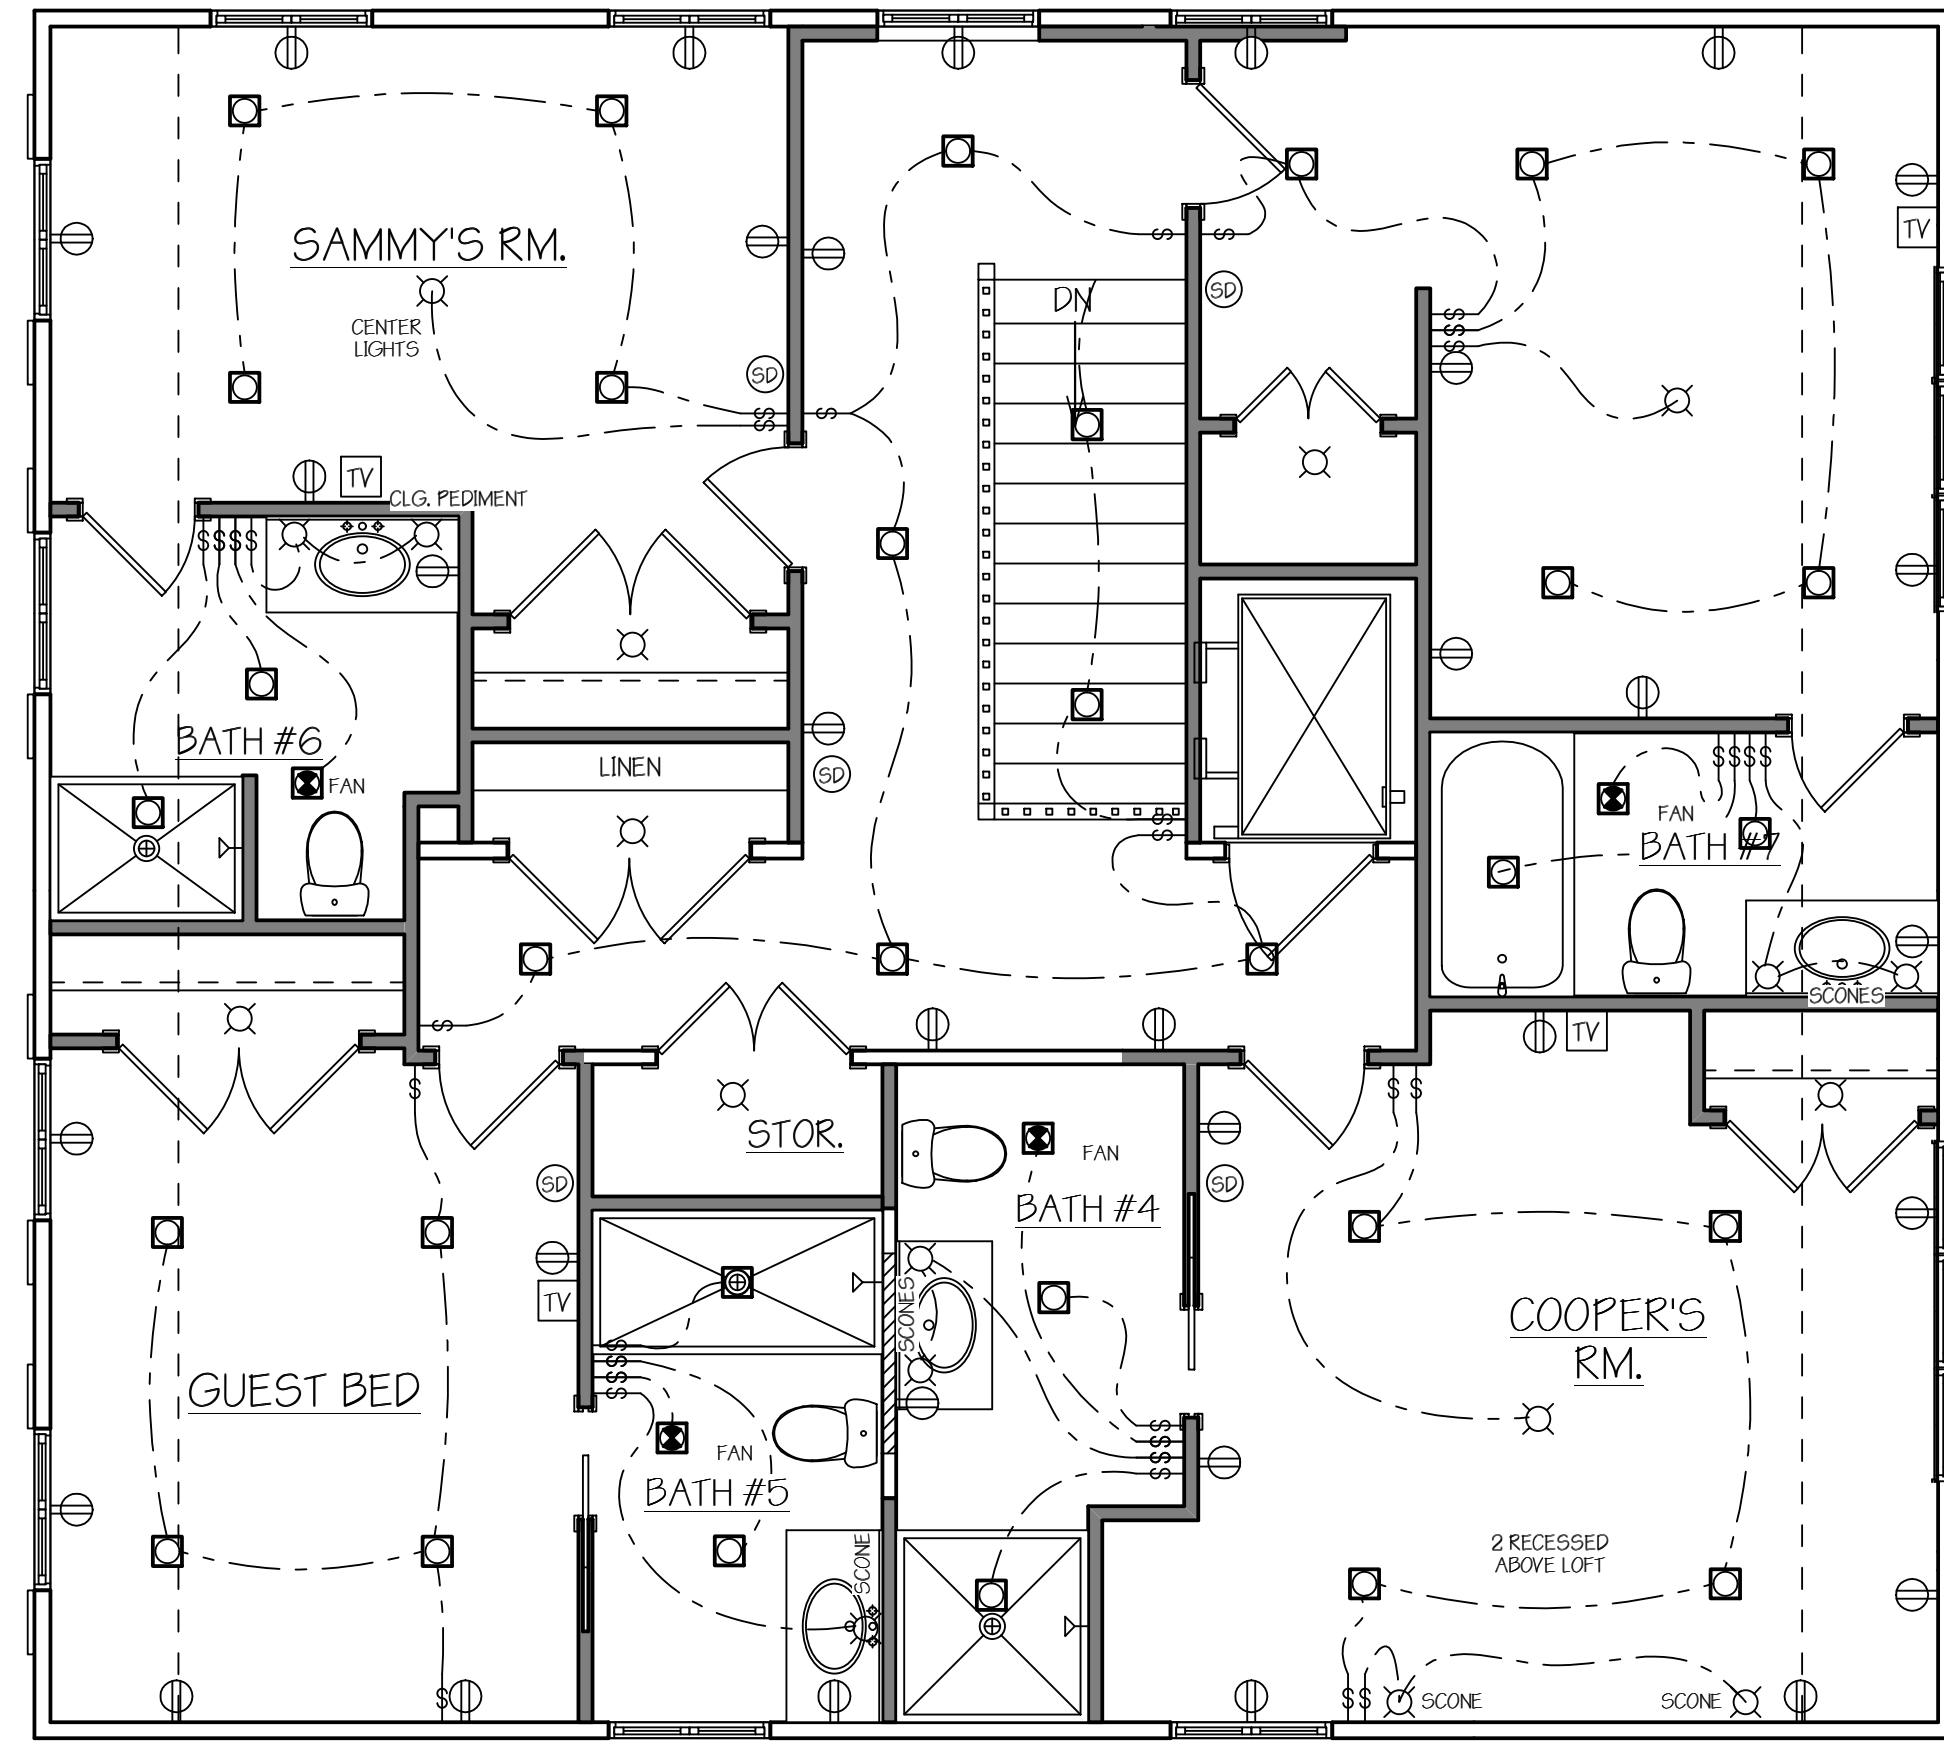 SAMMY'S RM.
CENTER
LIGHTS
DN
TV
SD
SD
TV
CLG. PEDIMENT
S
S
S
S
S
S
S
S
S
S
S
S
S
S
BATH #6
FAN
LINEN
SD
S
S
S
S
S
S
FAN
BATH #7
SCONES
S
TV
S
S
S
STOR.
FAN
BATH #4
SD
SD
TV
SCONES
COOPER'S
RM.
GUEST BED
S
S
S
S
FAN
BATH #5
S
S
S
S
SCONE
2 RECESSED
ABOVE LOFT
S
S
S
SCONE
SCONE